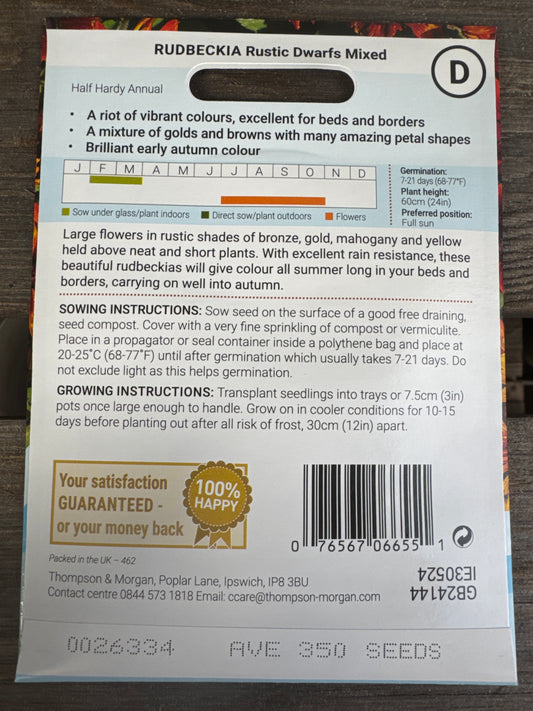 RUDBECKIA Rustic Dwarfs Mixed
D
Half Hardy Annual
• A riot of vibrant colours, excellent for beds and borders
• A mixture of golds and browns with many amazing petal shapes
• Brilliant early autumn colour
J F M A M J J A S O N D
Sow under glass/plant indoors Direct sow/plant outdoors Flowers
Germination:
7-21 days (68-77°F)
Plant height:
60cm (24in)
Preferred position:
Full sun
Large flowers in rustic shades of bronze, gold, mahogany and yellow
held above neat and short plants. With excellent rain resistance, these
beautiful rudbeckias will give colour all summer long in your beds and
borders, carrying on well into autumn.
SOWING INSTRUCTIONS: Sow seed on the surface of a good free draining,
seed compost. Cover with a very fine sprinkling of compost or vermiculite.
Place in a propagator or seal container inside a polythene bag and place at
20-25°C (68-77°F) until after germination which usually takes 7-21 days. Do
not exclude light as this helps germination.
GROWING INSTRUCTIONS: Transplant seedlings into trays or 7.5cm (3in)
pots once large enough to handle. Grow on in cooler conditions for 10-15
days before planting out after all risk of frost, 30cm (12in) apart.
Your satisfaction
GUARANTEED -
or your money back
100%
HAPPY
0 76567 06655 1
Packed in the UK – 462
Thompson & Morgan, Poplar Lane, Ipswich, IP8 3BU
Contact centre 0844 573 1818 Email: ccare@thompson-morgan.com
GB24144
IE30524
0026334 AVE 350 SEEDS